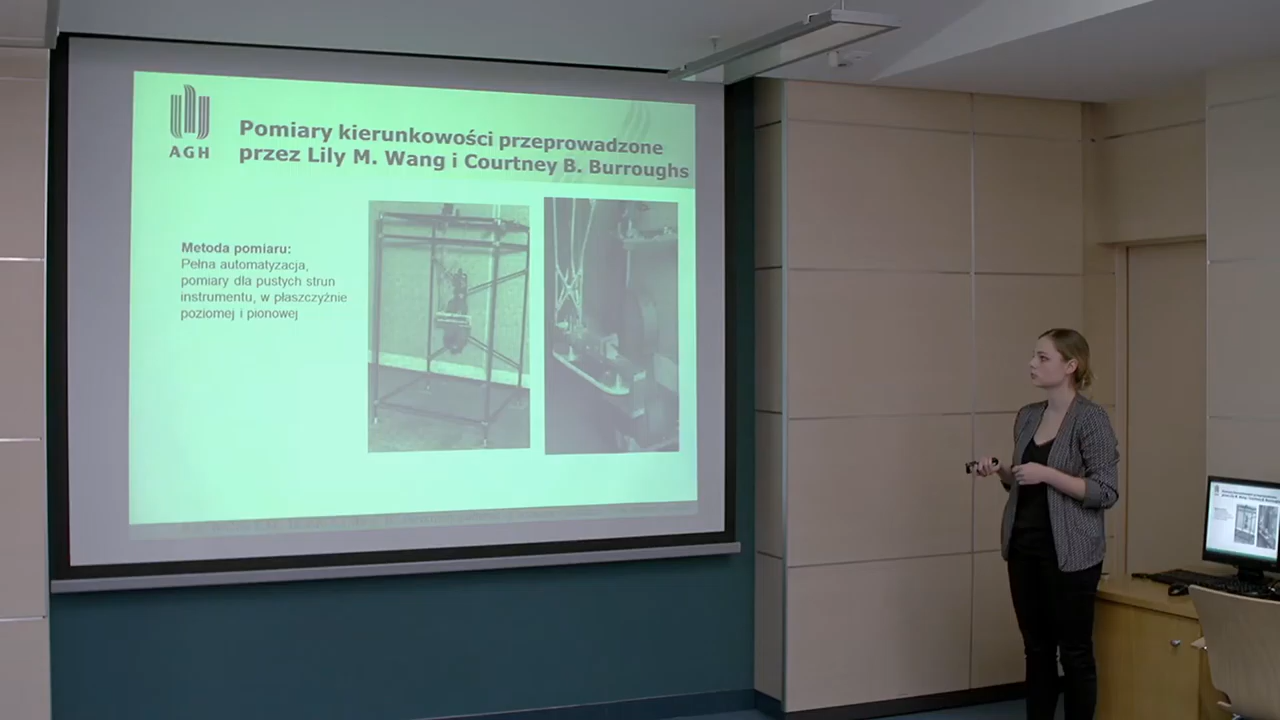 AGH
Pomiary kierunkowości przeprowadzone
przez Lily M. Wang i Courtney B. Burroughs
Metoda pomiaru:
Pełna automatyzacja,
pomiary dla pustych strun
instrumentu, w płaszczyźnie
poziomej i pionowej